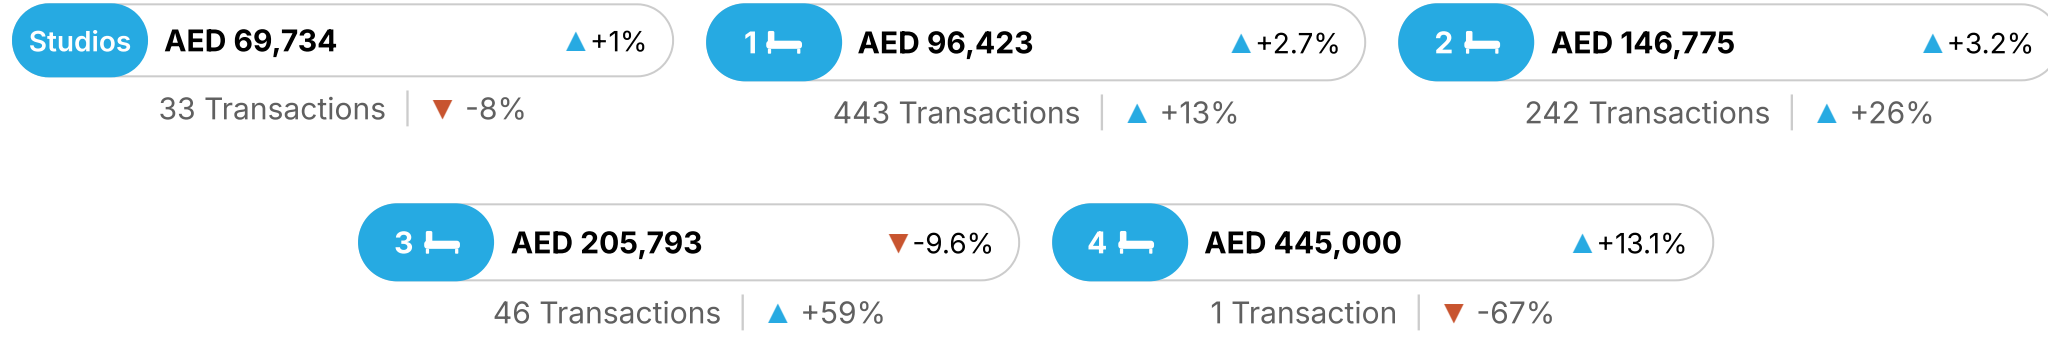 Studios AED 69,734 ▲+1%
33 Transactions | ▼ -8%
1 AED 96,423 ▲+2.7%
443 Transactions | ▲ +13%
2 AED 146,775 ▲+3.2%
242 Transactions | ▲ +26%
3 AED 205,793 ▼-9.6%
46 Transactions | ▲ +59%
4 AED 445,000 ▲+13.1%
1 Transaction | ▼ -67%